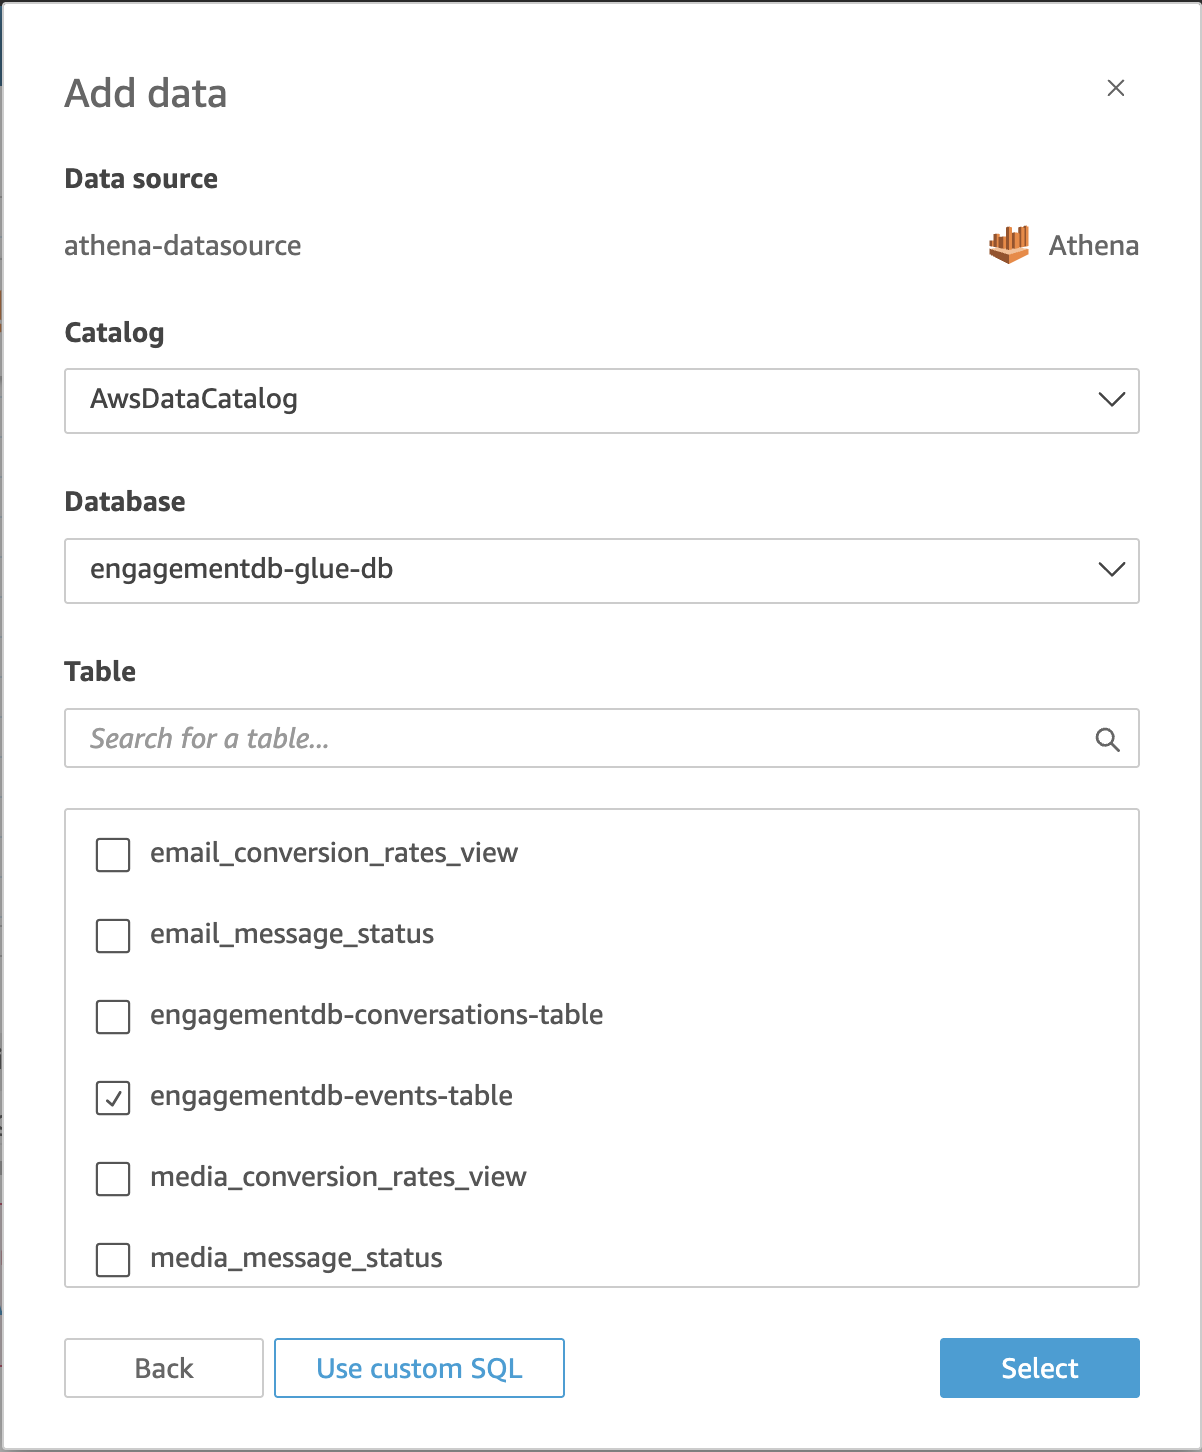 Add data
Data source
athena-datasource
Athena
Catalog
AwsDataCatalog
Database
engagementdb-glue-db
Table
Search for a table...
email_conversion_rates_view
email_message_status
engagementdb-conversations-table
engagementdb-events-table
media_conversion_rates_view
media_message_status
Back
Use custom SQL
Select